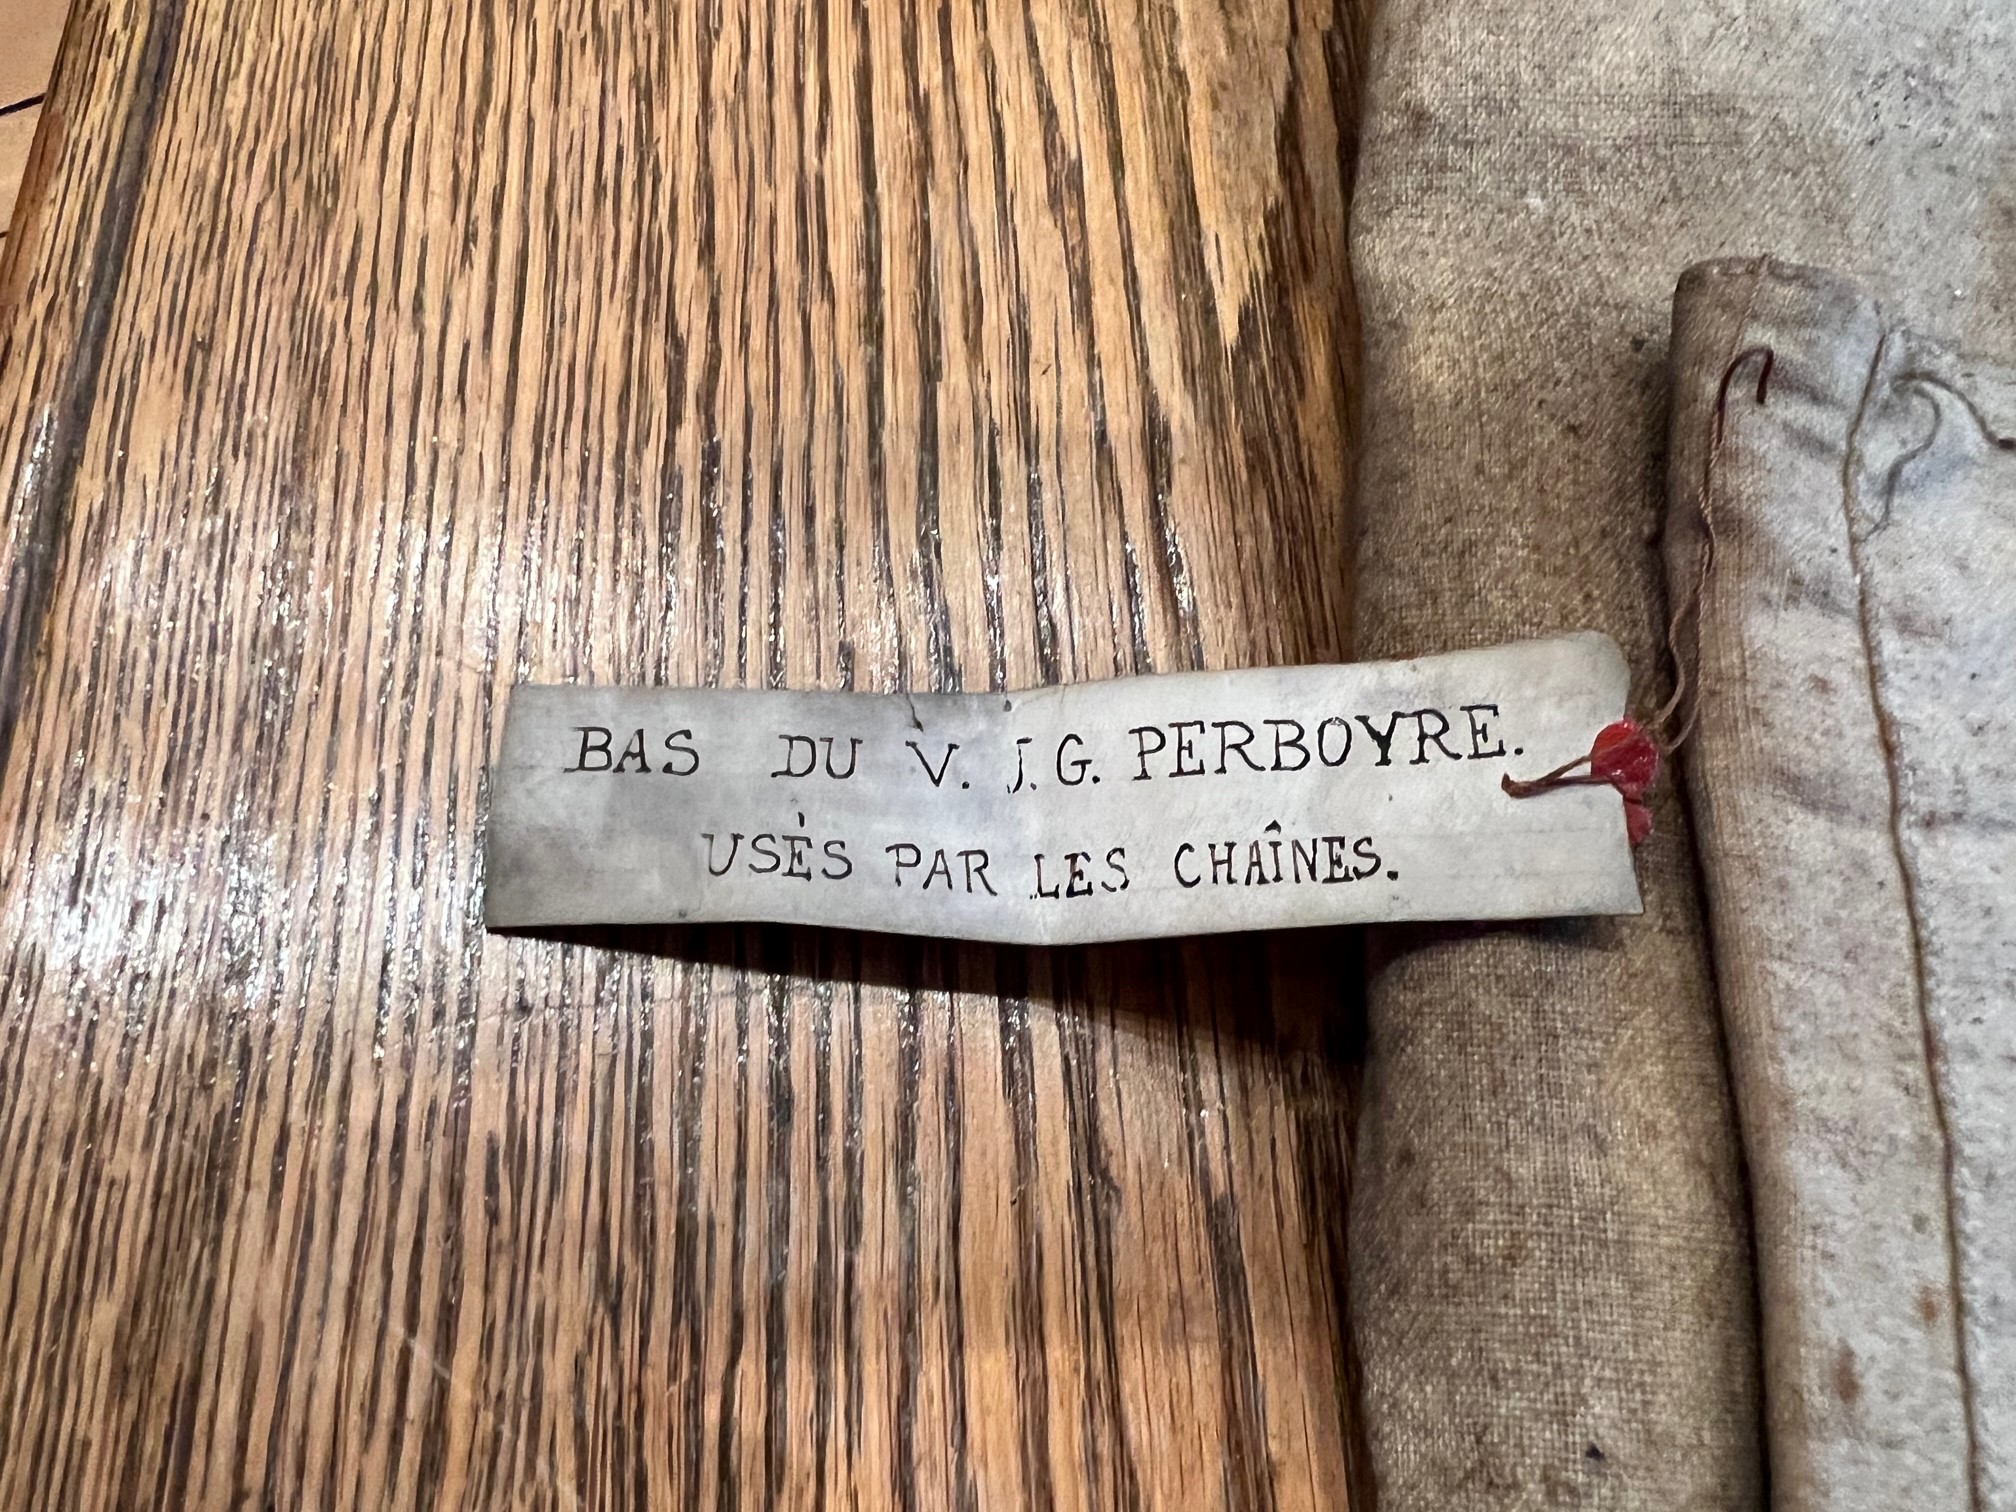 BAS DU V. J. G. PERBOYRE.
USÉS PAR LES CHAÎNES.